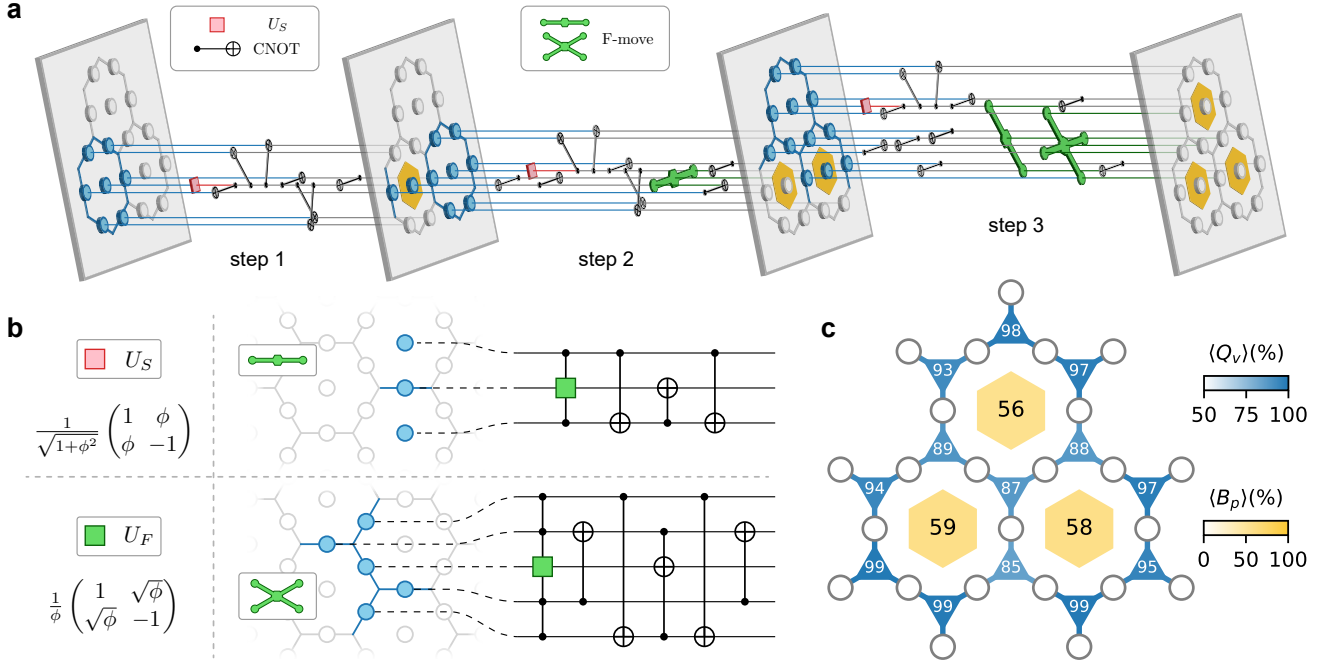 a
U_S
CNOT
F-move
step 1
step 2
step 3
b
U_S
1/√(1+ϕ²) (1 ϕ
ϕ −1)
U_F
1/ϕ (1 √ϕ
√ϕ −1)
c
98
93
97
56
89
88
94
87
97
59
58
99
85
95
99
99
⟨Q_v⟩(%)
50 75 100
⟨B_p⟩(%)
0 50 100